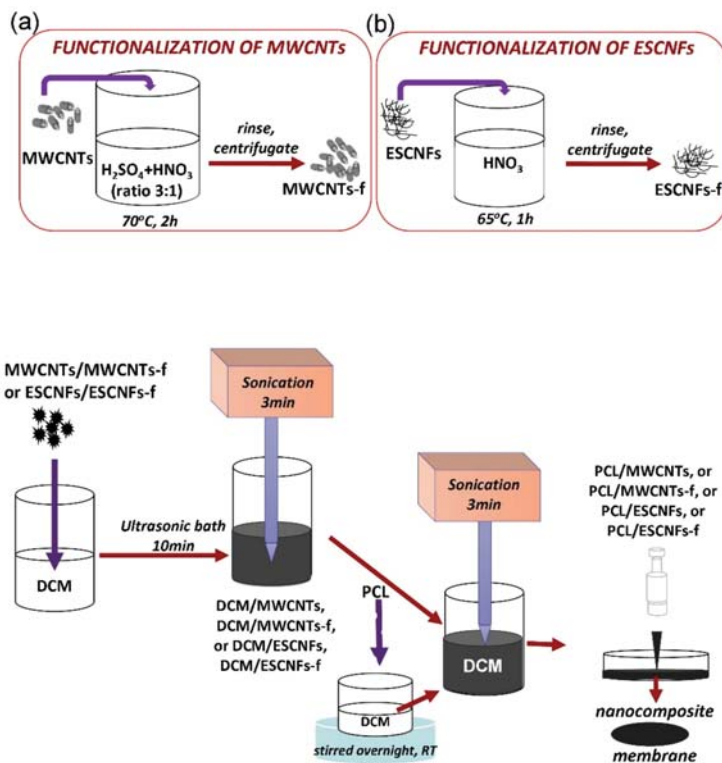 (a)
FUNCTIONALIZATION OF MWCNTs
MWCNTs
H₂SO₄+HNO₃
(ratio 3:1)
70°C, 2h
rinse,
centrifugate
MWCNTs-f
(b)
FUNCTIONALIZATION OF ESCNFs
ESCNFs
HNO₃
65°C, 1h
rinse,
centrifugate
ESCNFs-f
MWCNTs/MWCNTs-f
or ESCNFs/ESCNFs-f
DCM
Ultrasonic bath
10min
Sonication
3min
DCM/MWCNTs,
DCM/MWCNTs-f,
or DCM/ESCNFs,
DCM/ESCNFs-f
PCL
DCM
stirred overnight, RT
Sonication
3min
DCM
PCL/MWCNTs, or
PCL/MWCNTs-f, or
PCL/ESCNFs, or
PCL/ESCNFs-f
nanocomposite
membrane